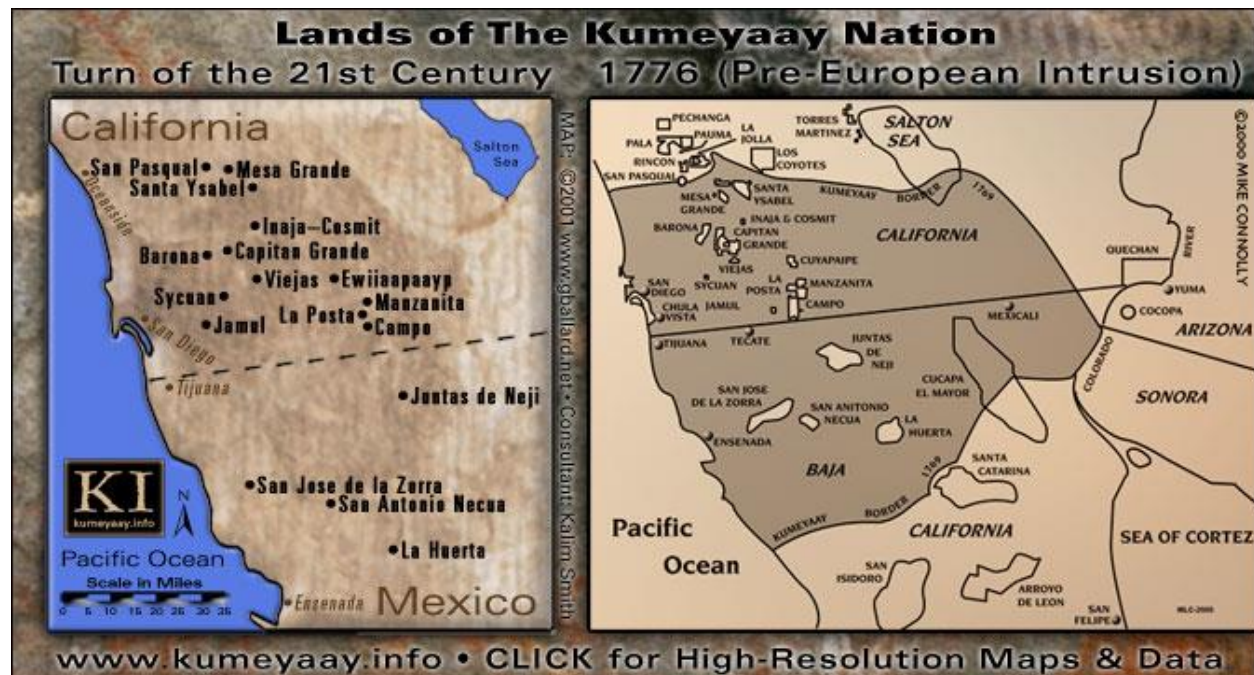 Lands of The Kumeyaay Nation
Turn of the 21st Century
1776 (Pre-European Intrusion)
California
Salton
Sea
San Pasqual
Mesa Grande
Santa Ysabel
Oceanside
Inaja-Cosmit
Barona
Capitan Grande
Viejas
Ewiiaapaayp
Sycuan
Manzanita
La Posta
Jamul
Campo
San Diego
Tijuana
Juntas de Neji
San Jose de la Zorra
San Antonio Necua
La Huerta
KI
kumeyaay.info
N
Pacific Ocean
Scale in Miles
0 5 10 15 20 25 30 35
Ensenada
Mexico
MAP: ©2001 www.gballard.net • Consultant: Kalim Smith
PECHANGA
PALA
PAUMA
LA
JOLLA
RINCON
SAN PASQUAL
LOS
COYOTES
TORRES
MARTINEZ
SALTON
SEA
KUMEYAAY BORDER 1769
MESA
GRANDE
SANTA
YSABEL
INAJA & COSMIT
BARONA
CAPITAN
GRANDE
CALIFORNIA
VIEJAS
CUYAPAIPE
SYCUAN
LA
POSTA
MANZANITA
SAN
DIEGO
JAMUL
CAMPO
CHULA
VISTA
QUECHAN
RIVER
YUMA
COCOPA
ARIZONA
MEXICALI
TIJUANA
TECATE
JUNTAS
DE
NEJI
COLORADO
CUCAPA
EL MAYOR
SONORA
SAN JOSE
DE LA ZORRA
SAN ANITONIO
NECUA
LA
HUERTA
ENSENADA
BAJA
SANTA
CATARINA
KUMEYAAY BORDER 1769
CALIFORNIA
Pacific
Ocean
SEA OF CORTEZ
SAN
ISIDORO
ARROYO
DE LEON
SAN
FELIPE
MLC-2000
©2000 MIKE CONNOLLY
www.kumeyaay.info • CLICK for High-Resolution Maps & Data